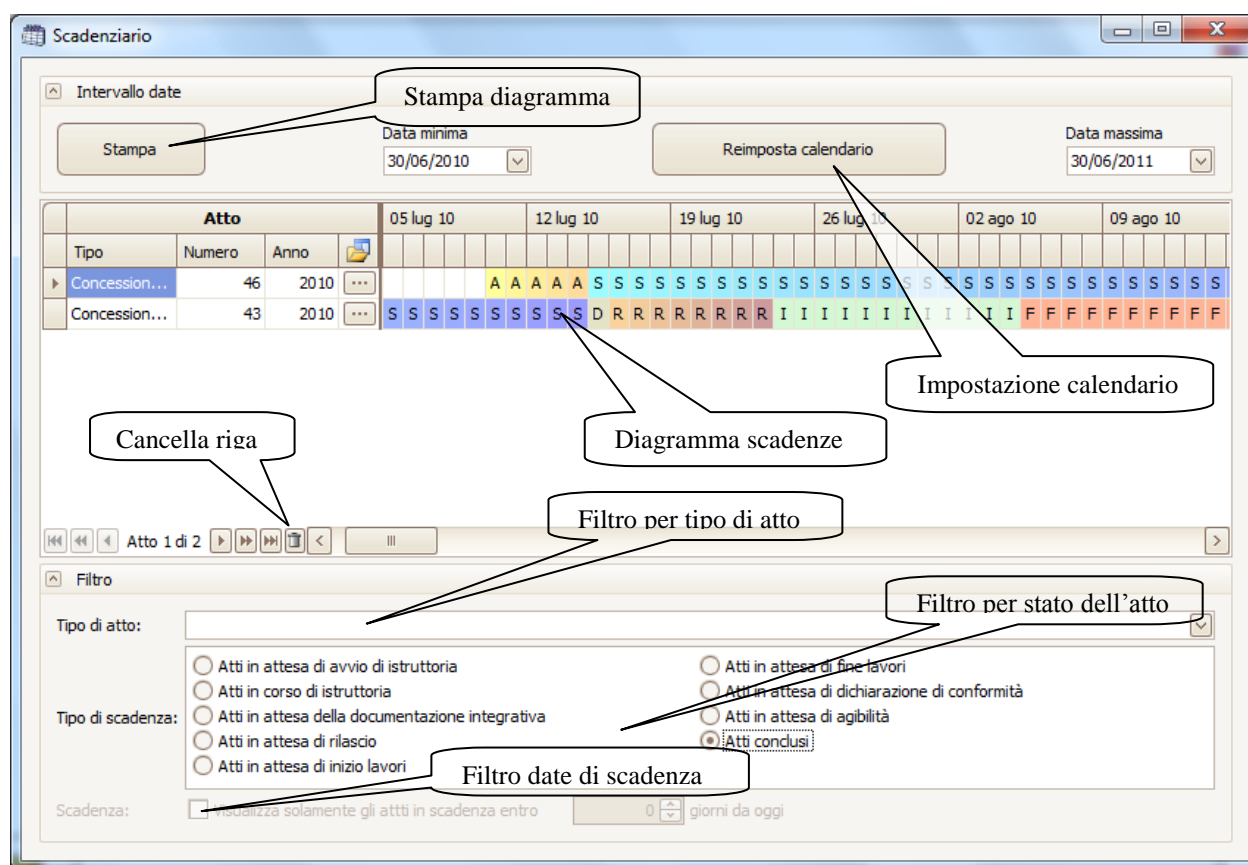 Scadenziario
Intervallo date
Stampa diagramma
Stampa
Data minima
30/06/2010
Reimposta calendario
Data massima
30/06/2011
Atto
05 lug 10
12 lug 10
19 lug 10
26 lug 10
02 ago 10
09 ago 10
Tipo Numero Anno
Concession... 46 2010 ... A A A A A S S S S S S S S S S S S S S S S S S S S S S S S S S S S S S S
Concession... 43 2010 ... S S S S S S S S S S D R R R R R R R R I I I I I I I I I I I I F F F F F F F F F F
Impostazione calendario
Cancella riga
Diagramma scadenze
Filtro per tipo di atto
Atto 1 di 2
Filtro
Filtro per stato dell’atto
Tipo di atto:
Tipo di scadenza:
Atti in attesa di avvio di istruttoria
Atti in corso di istruttoria
Atti in attesa della documentazione integrativa
Atti in attesa di rilascio
Atti in attesa di inizio lavori
Atti in attesa di fine lavori
Atti in attesa di dichiarazione di conformità
Atti in attesa di agibilità
Atti conclusi
Filtro date di scadenza
Scadenza: Visualizza solamente gli attti in scadenza entro 0 giorni da oggi